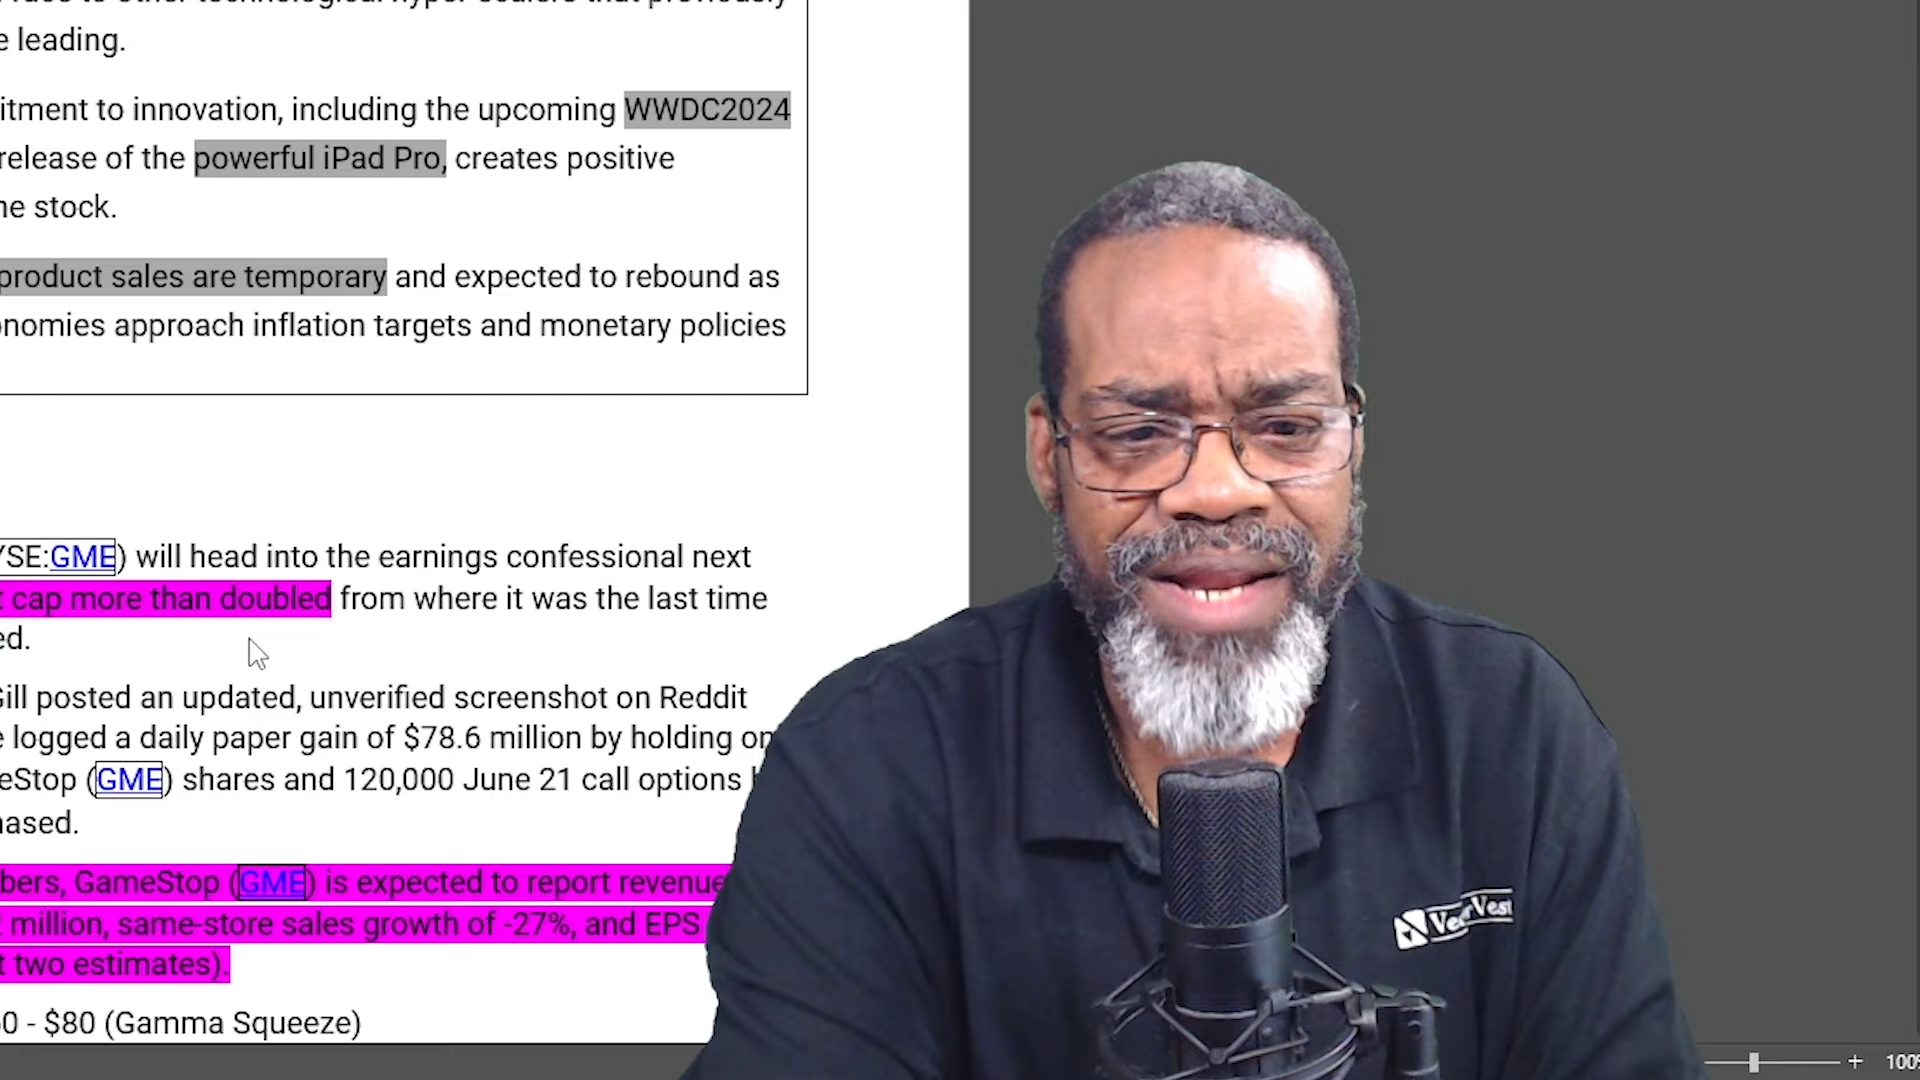 e leading.
itment to innovation, including the upcoming WWDC2024
release of the powerful iPad Pro, creates positive
he stock.
product sales are temporary and expected to rebound as
onomies approach inflation targets and monetary policies
YSE:GME) will head into the earnings confessional next
t cap more than doubled from where it was the last time
ed.
Gill posted an updated, unverified screenshot on Reddit
e logged a daily paper gain of $78.6 million by holding on
eStop (GME) shares and 120,000 June 21 call options
hased.
bers, GameStop (GME) is expected to report revenue
million, same-store sales growth of -27%, and EPS
t two estimates).
0 - $80 (Gamma Squeeze)
VectorVest
100%